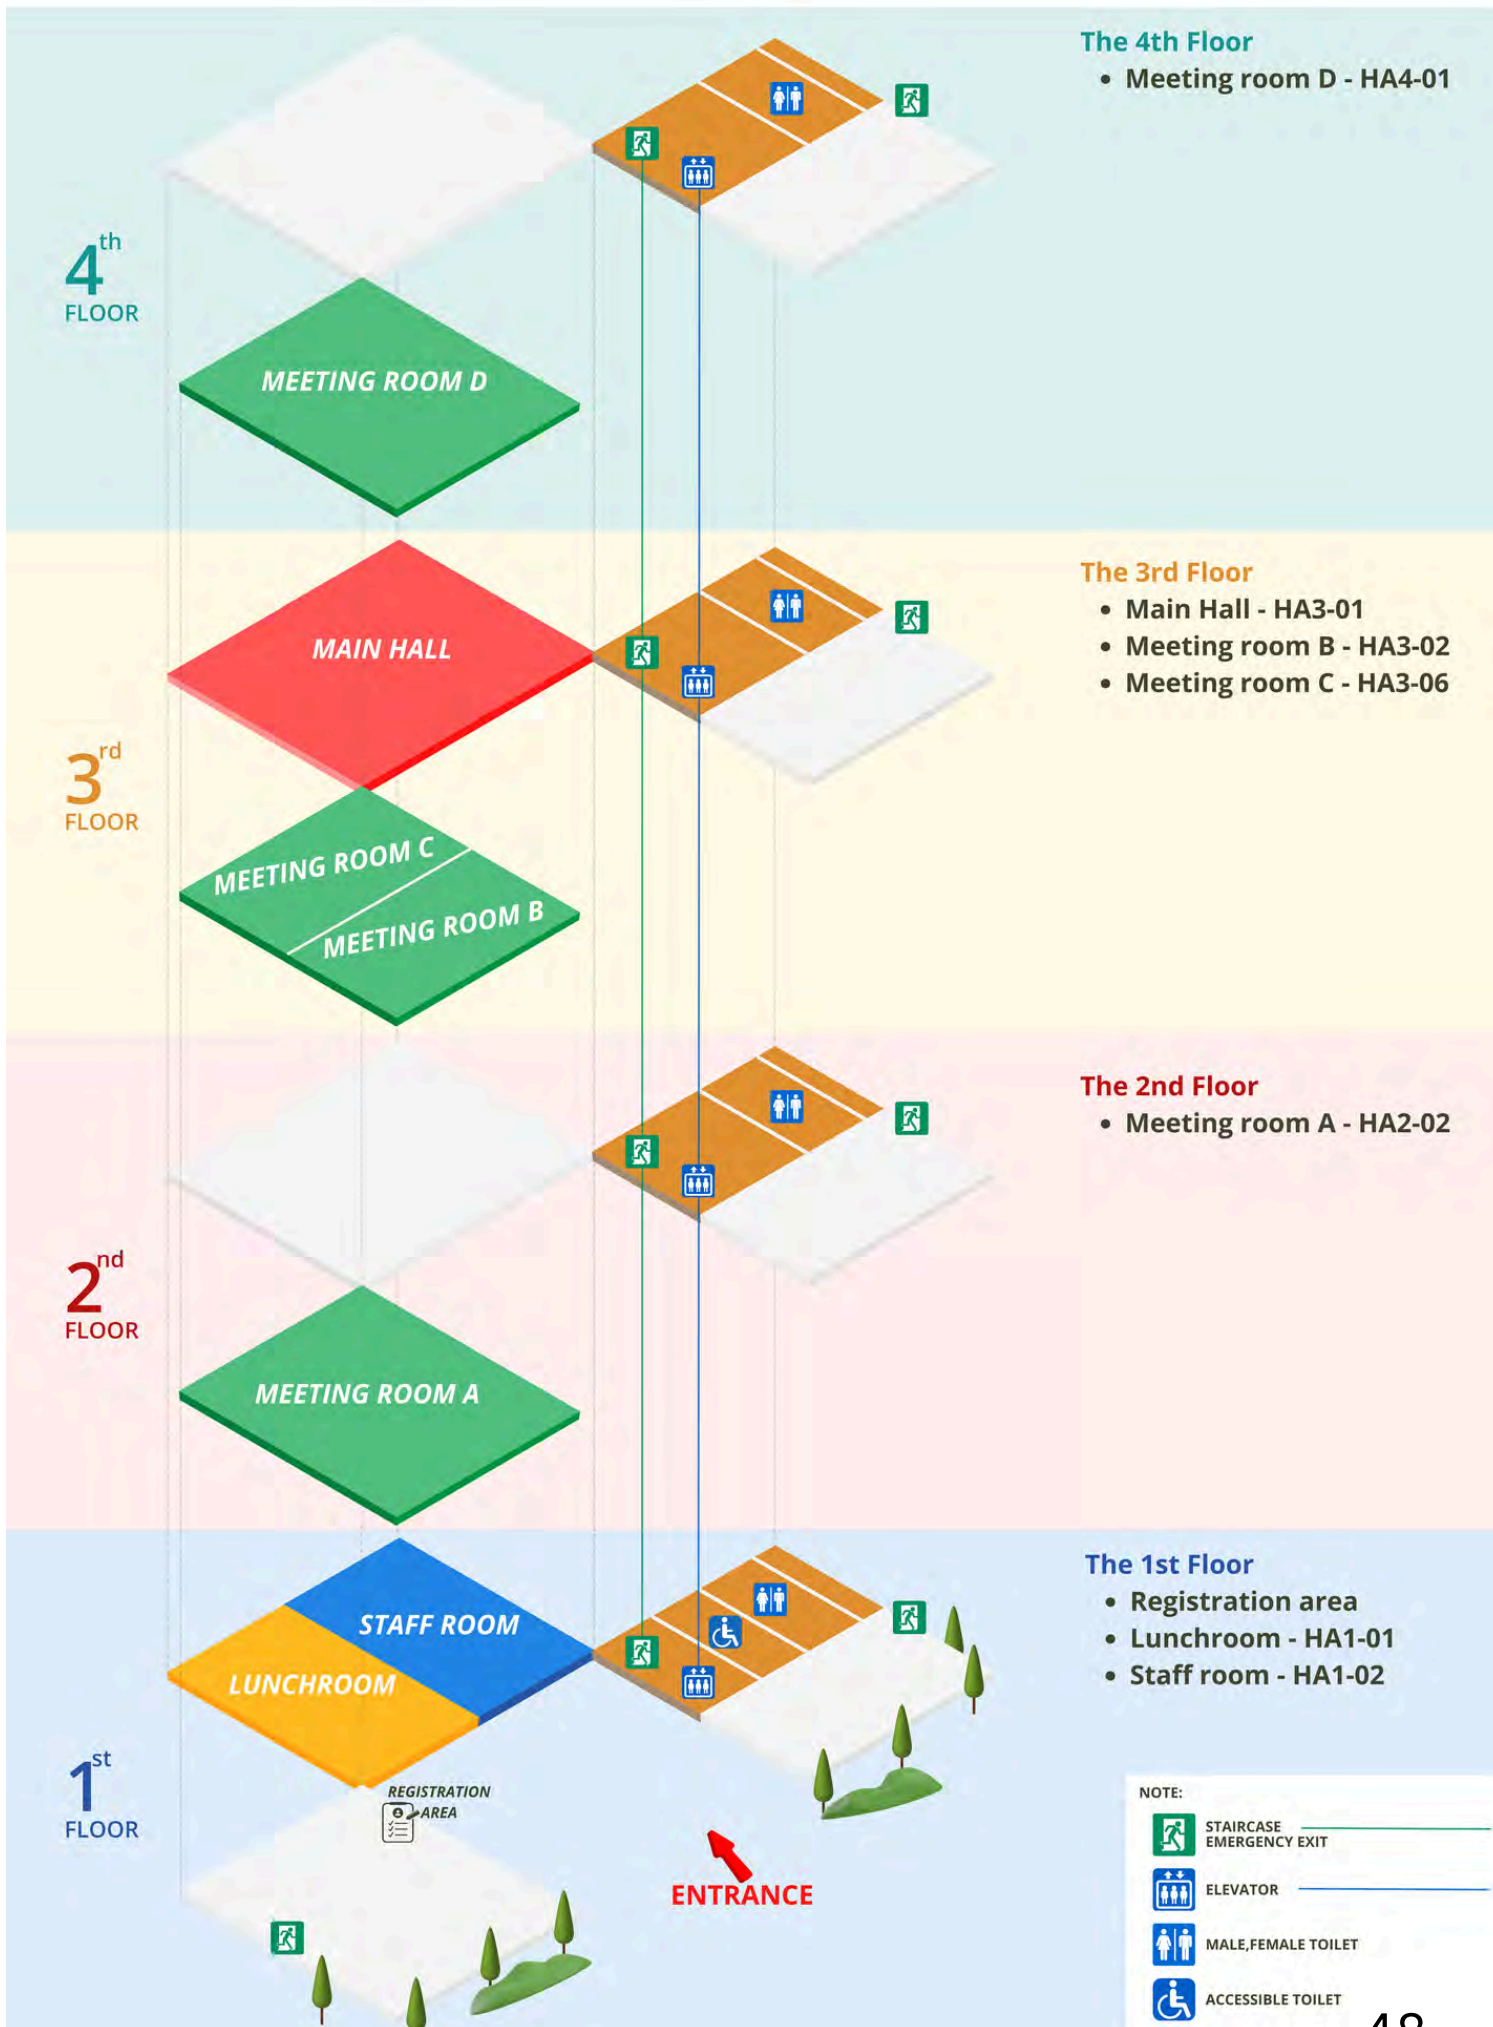 The 4th Floor
• Meeting room D - HA4-01
4th
FLOOR
MEETING ROOM D
The 3rd Floor
• Main Hall - HA3-01
• Meeting room B - HA3-02
• Meeting room C - HA3-06
MAIN HALL
3rd
FLOOR
MEETING ROOM C
MEETING ROOM B
The 2nd Floor
• Meeting room A - HA2-02
2nd
FLOOR
MEETING ROOM A
The 1st Floor
• Registration area
• Lunchroom - HA1-01
• Staff room - HA1-02
STAFF ROOM
LUNCHROOM
1st
FLOOR
REGISTRATION
AREA
ENTRANCE
NOTE:
STAIRCASE
EMERGENCY EXIT
ELEVATOR
MALE,FEMALE TOILET
ACCESSIBLE TOILET